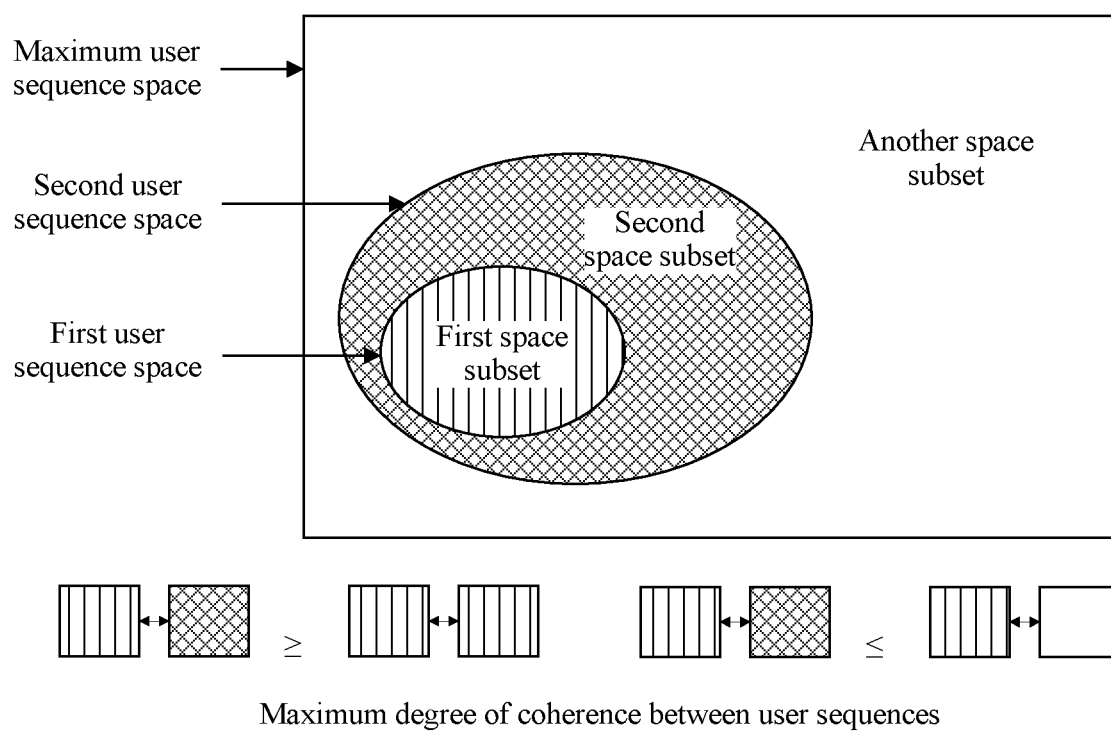 Maximum user
sequence space
Another space
subset
Second user
sequence space
Second
space subset
First user
sequence space
First space
subset
≥
≤
Maximum degree of coherence between user sequences